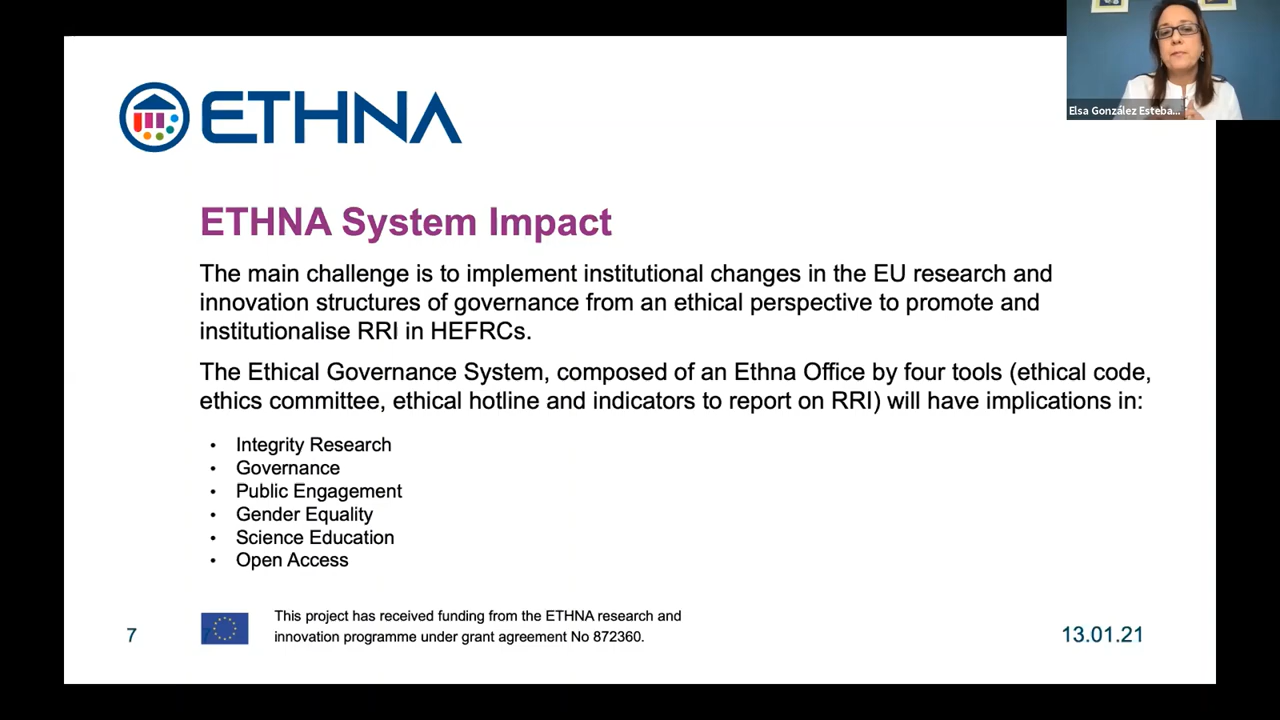 Elsa González Esteba...
ETHNA
ETHNA System Impact
The main challenge is to implement institutional changes in the EU research and
innovation structures of governance from an ethical perspective to promote and
institutionalise RRI in HEFRCs.
The Ethical Governance System, composed of an Ethna Office by four tools (ethical code,
ethics committee, ethical hotline and indicators to report on RRI) will have implications in:
• Integrity Research
• Governance
• Public Engagement
• Gender Equality
• Science Education
• Open Access
This project has received funding from the ETHNA research and
innovation programme under grant agreement No 872360.
7
7
13.01.21